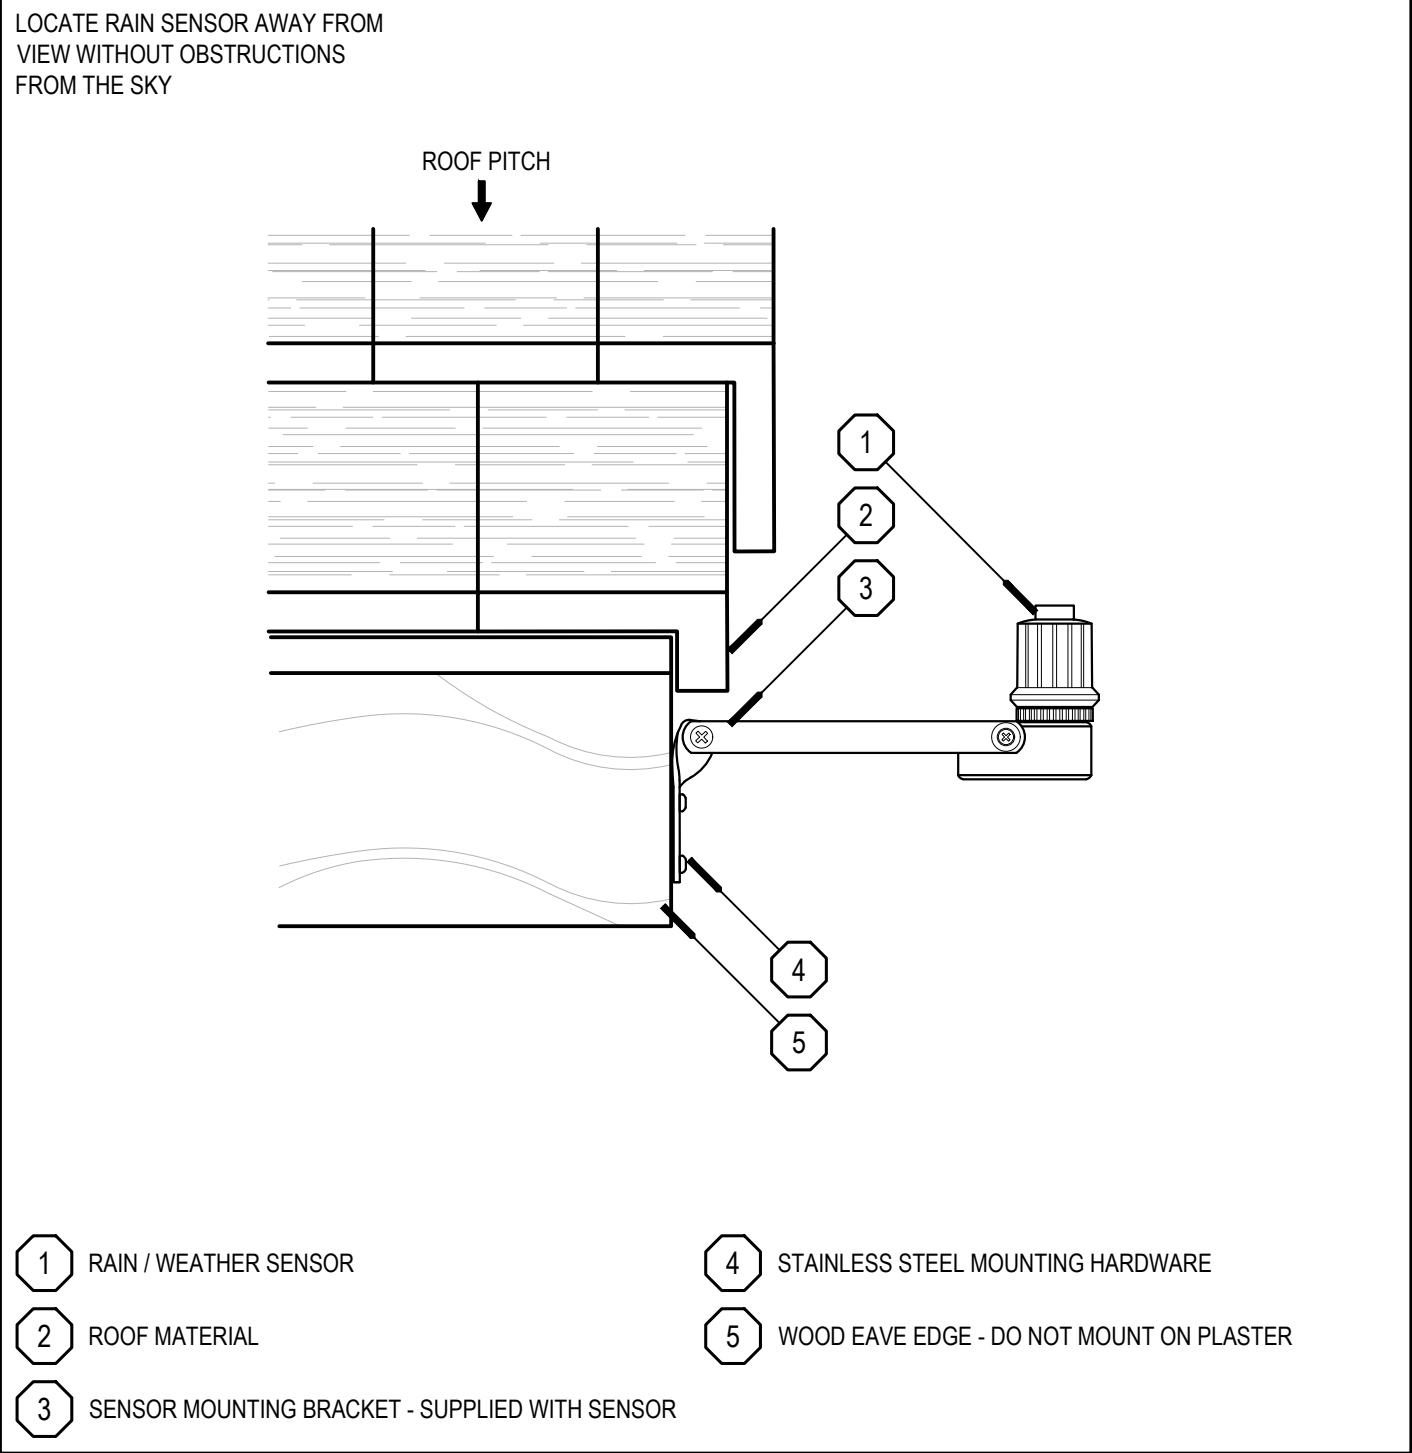 LOCATE RAIN SENSOR AWAY FROM
VIEW WITHOUT OBSTRUCTIONS
FROM THE SKY
ROOF PITCH
1
2
3
4
5
1 RAIN / WEATHER SENSOR
2 ROOF MATERIAL
3 SENSOR MOUNTING BRACKET - SUPPLIED WITH SENSOR
4 STAINLESS STEEL MOUNTING HARDWARE
5 WOOD EAVE EDGE - DO NOT MOUNT ON PLASTER